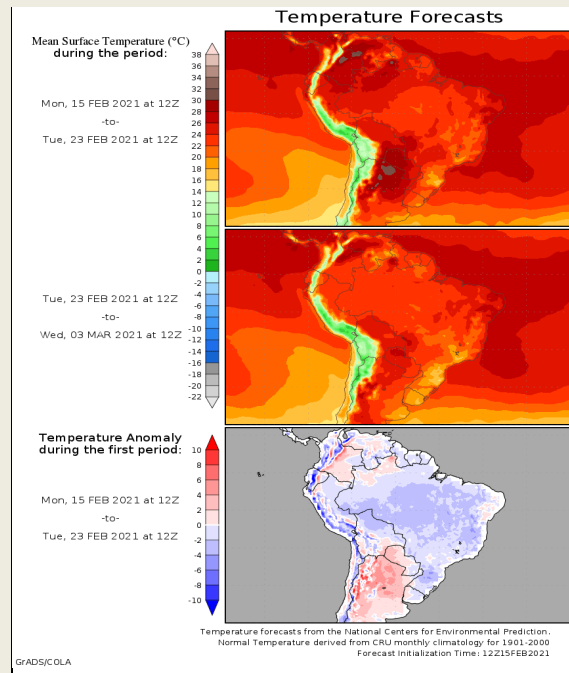 Temperature Forecasts
Mean Surface Temperature (°C)
during the period:
Mon, 15 FEB 2021 at 12Z
-to-
Tue, 23 FEB 2021 at 12Z
38
36
34
32
30
28
26
24
22
20
18
16
14
12
10
8
6
4
2
0
-2
-4
-6
-8
-10
-12
-14
-16
-18
-20
-22
Tue, 23 FEB 2021 at 12Z
-to-
Wed, 03 MAR 2021 at 12Z
Temperature Anomaly
during the first period:
Mon, 15 FEB 2021 at 12Z
-to-
Tue, 23 FEB 2021 at 12Z
10
8
6
4
2
0
-2
-4
-6
-8
-10
Temperature forecasts from the National Centers for Environmental Prediction.
Normal Temperature derived from CRU monthly climatology for 1901-2000
Forecast Initialization Time: 12Z15FEB2021
GrADS/COLA